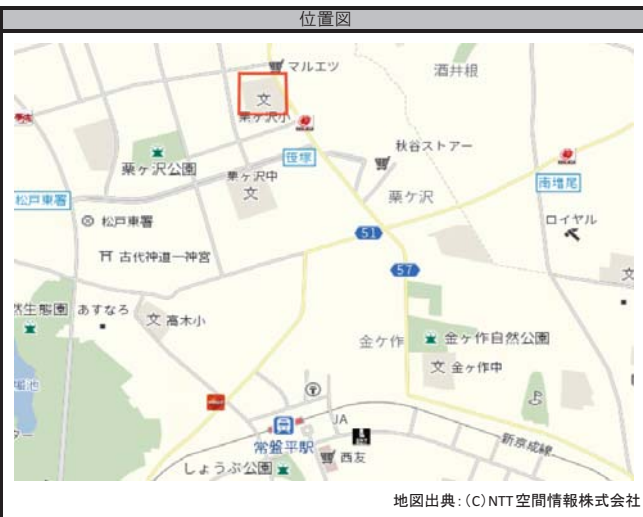 位置図
マルエツ
酒井根
文
栗ケ沢小
秋谷ストアー
笹塚
栗ケ沢公園
栗ケ沢中
文
栗ケ沢
南増尾
松戸東署
松戸東署
ロイヤル
51
古代神道一神宮
57
文
然生態園
あすなろ
文 高木小
金ケ作
金ケ作自然公園
文 金ケ作中
堀池
JA
ター
常盤平駅
西友
新京成線
しょうぶ公園
地図出典:(C)NTT空間情報株式会社